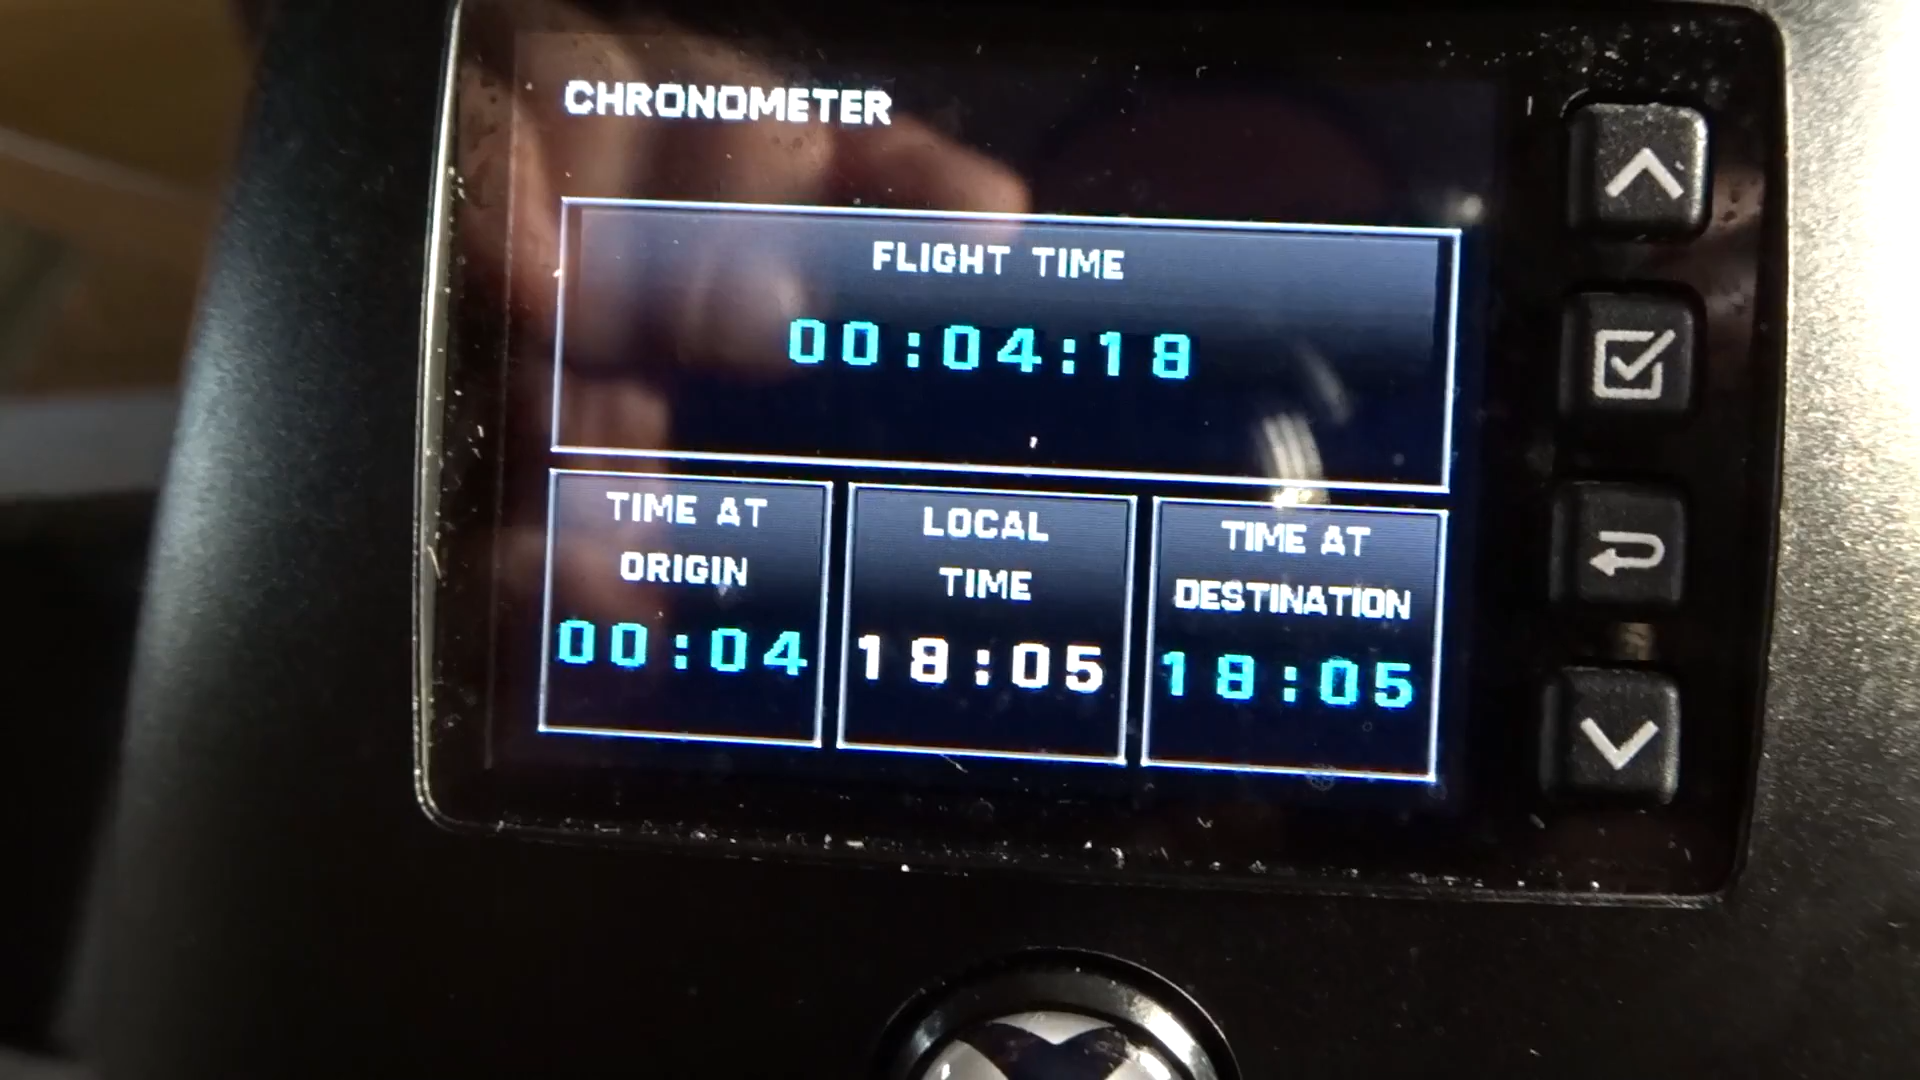 CHRONOMETER
FLIGHT TIME
00:04:18
TIME AT
ORIGIN
00:04
LOCAL
TIME
18:05
TIME AT
DESTINATION
18:05